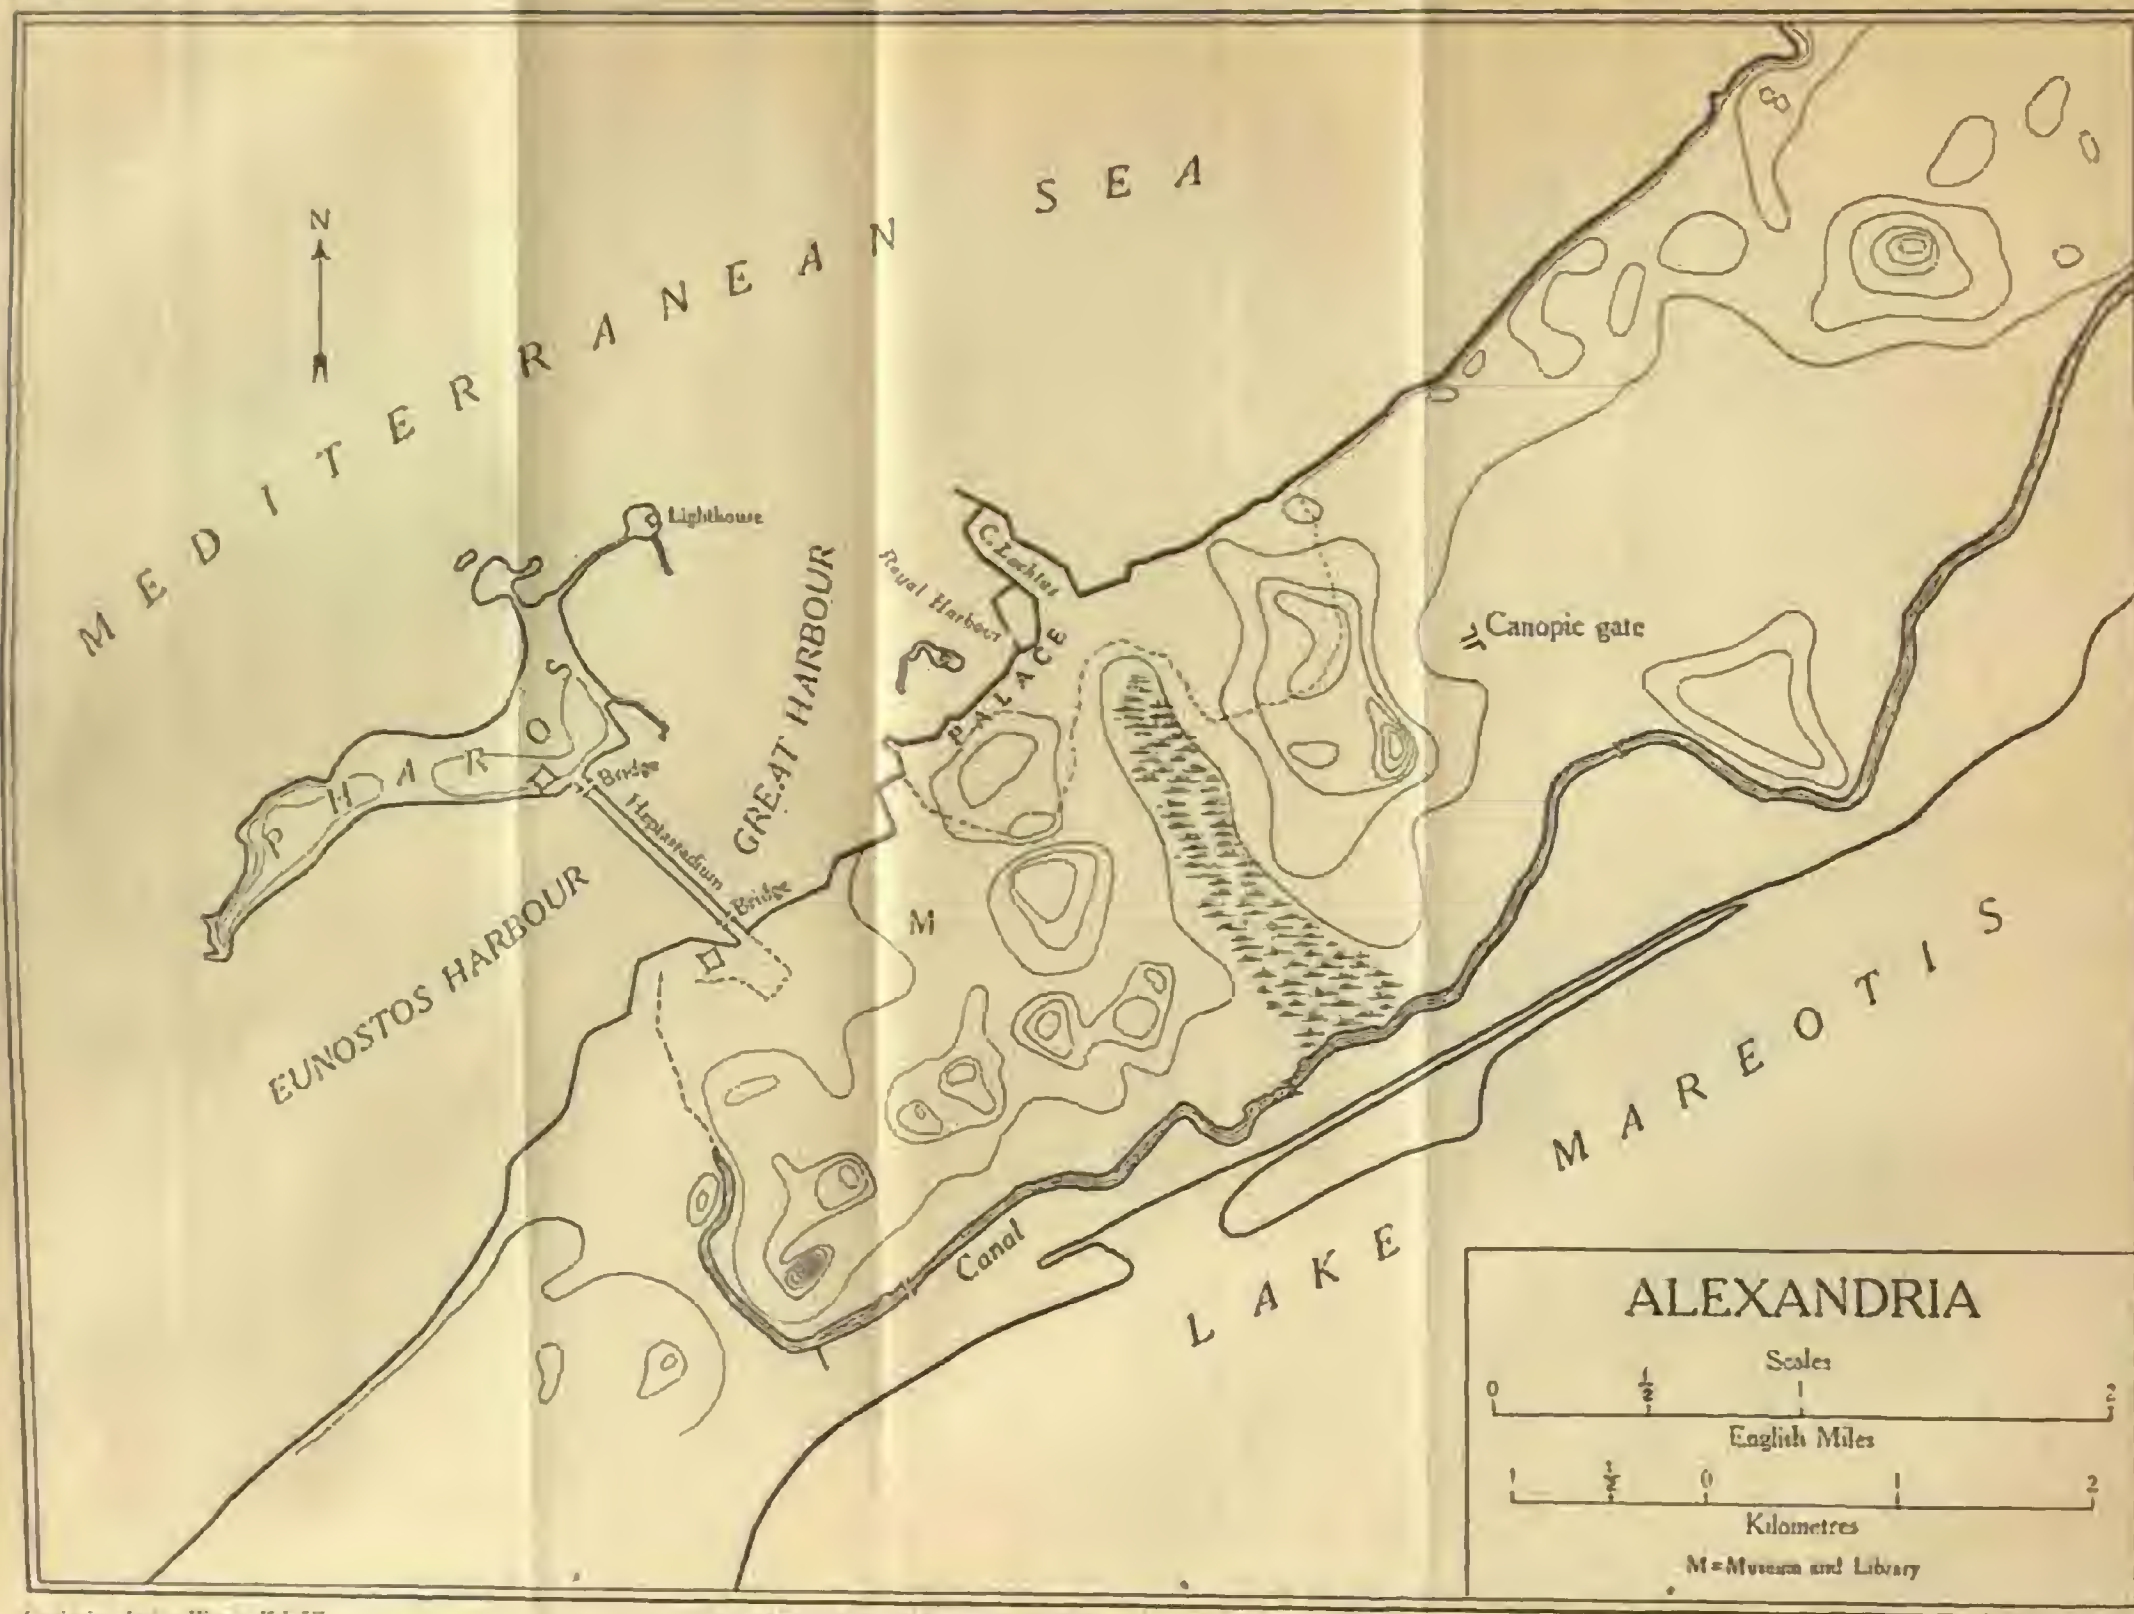 MEDITERRANEAN SEA
N
Lighthouse
C. Lochias
Royal Harbour
GREAT HARBOUR
PALACE
Canopic gate
PHAROS
Bridge
Heptastadium
Bridge
EUNOSTOS HARBOUR
M
Canal
LAKE MAREOTIS
ALEXANDRIA
Scales
0 1/2 1 2
English Miles
1 1/2 0 1 2
Kilometres
M = Museum and Library